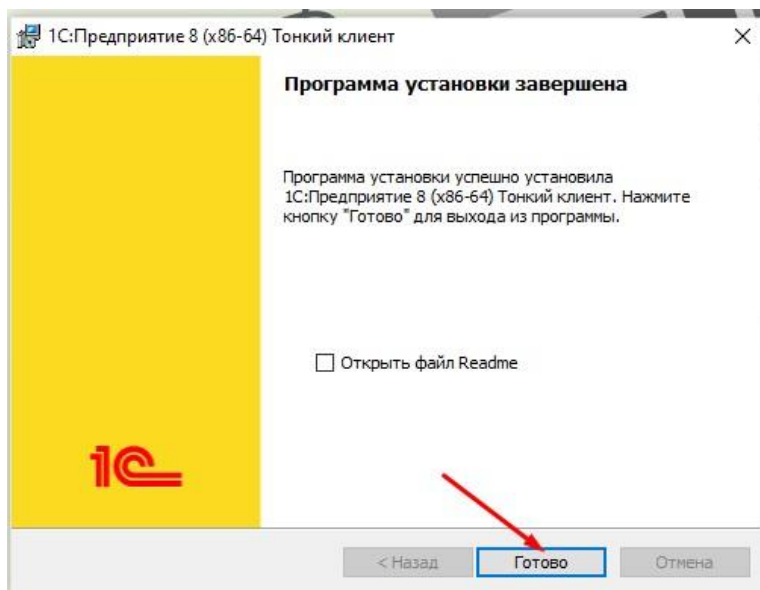 1С:Предприятие 8 (x86-64) Тонкий клиент
Программа установки завершена
Программа установки успешно установила
1С:Предприятие 8 (x86-64) Тонкий клиент. Нажмите
кнопку "Готово" для выхода из программы.
Открыть файл Readme
1С
< Назад
Готово
Отмена